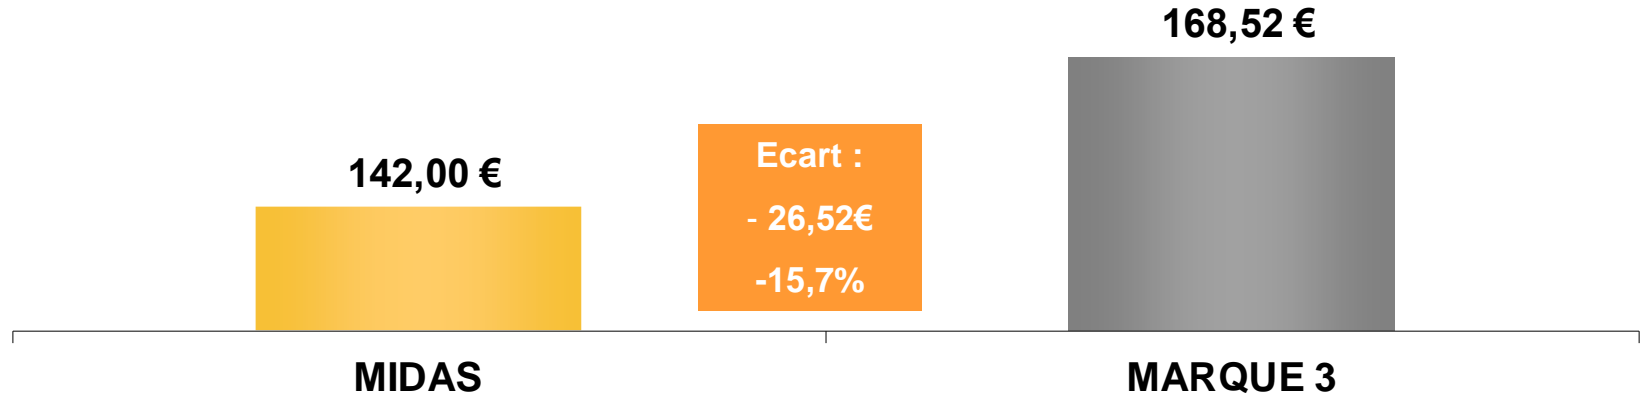 168,52 €
142,00 €
Ecart :
- 26,52€
-15,7%
MIDAS
MARQUE 3